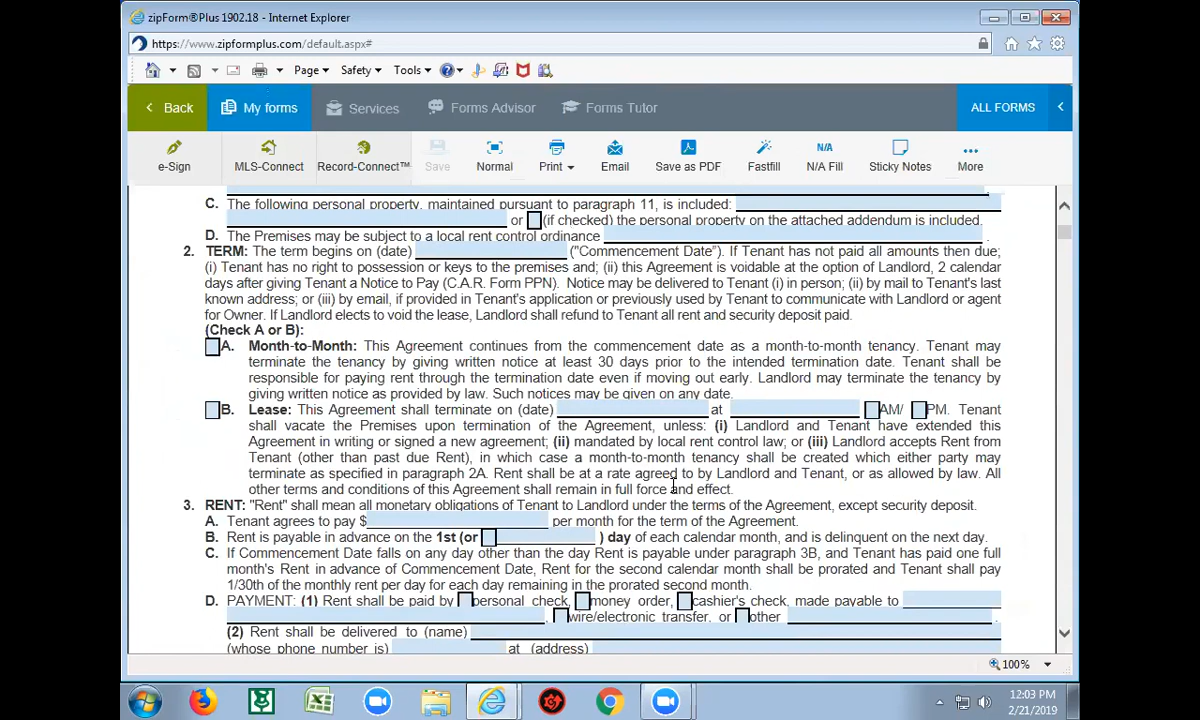 zipForm®Plus 1902.18 - Internet Explorer
https://www.zipformplus.com/default.aspx#
Page Safety Tools
Back My forms Services Forms Advisor Forms Tutor ALL FORMS
e-Sign MLS-Connect Record-Connect™ Save Normal Print Email Save as PDF Fastfill N/A N/A Fill Sticky Notes More
C. The following personal property, maintained pursuant to paragraph 11, is included:
or (if checked) the personal property on the attached addendum is included.
D. The Premises may be subject to a local rent control ordinance .
2. TERM: The term begins on (date) ("Commencement Date"). If Tenant has not paid all amounts then due;
(i) Tenant has no right to possession or keys to the premises and; (ii) this Agreement is voidable at the option of Landlord, 2 calendar
days after giving Tenant a Notice to Pay (C.A.R. Form PPN). Notice may be delivered to Tenant (i) in person; (ii) by mail to Tenant's last
known address; or (iii) by email, if provided in Tenant's application or previously used by Tenant to communicate with Landlord or agent
for Owner. If Landlord elects to void the lease, Landlord shall refund to Tenant all rent and security deposit paid.
(Check A or B):
A. Month-to-Month: This Agreement continues from the commencement date as a month-to-month tenancy. Tenant may
terminate the tenancy by giving written notice at least 30 days prior to the intended termination date. Tenant shall be
responsible for paying rent through the termination date even if moving out early. Landlord may terminate the tenancy by
giving written notice as provided by law. Such notices may be given on any date.
B. Lease: This Agreement shall terminate on (date) at AM/ PM. Tenant
shall vacate the Premises upon termination of the Agreement, unless: (i) Landlord and Tenant have extended this
Agreement in writing or signed a new agreement; (ii) mandated by local rent control law; or (iii) Landlord accepts Rent from
Tenant (other than past due Rent), in which case a month-to-month tenancy shall be created which either party may
terminate as specified in paragraph 2A. Rent shall be at a rate agreed to by Landlord and Tenant, or as allowed by law. All
other terms and conditions of this Agreement shall remain in full force and effect.
3. RENT: "Rent" shall mean all monetary obligations of Tenant to Landlord under the terms of the Agreement, except security deposit.
A. Tenant agrees to pay $ per month for the term of the Agreement.
B. Rent is payable in advance on the 1st (or ) day of each calendar month, and is delinquent on the next day.
C. If Commencement Date falls on any day other than the day Rent is payable under paragraph 3B, and Tenant has paid one full
month's Rent in advance of Commencement Date, Rent for the second calendar month shall be prorated and Tenant shall pay
1/30th of the monthly rent per day for each day remaining in the prorated second month.
D. PAYMENT: (1) Rent shall be paid by personal check, money order, cashier's check, made payable to
wire/electronic transfer, or other
(2) Rent shall be delivered to (name)
(whose phone number is) at (address)
100%
12:03 PM
2/21/2019